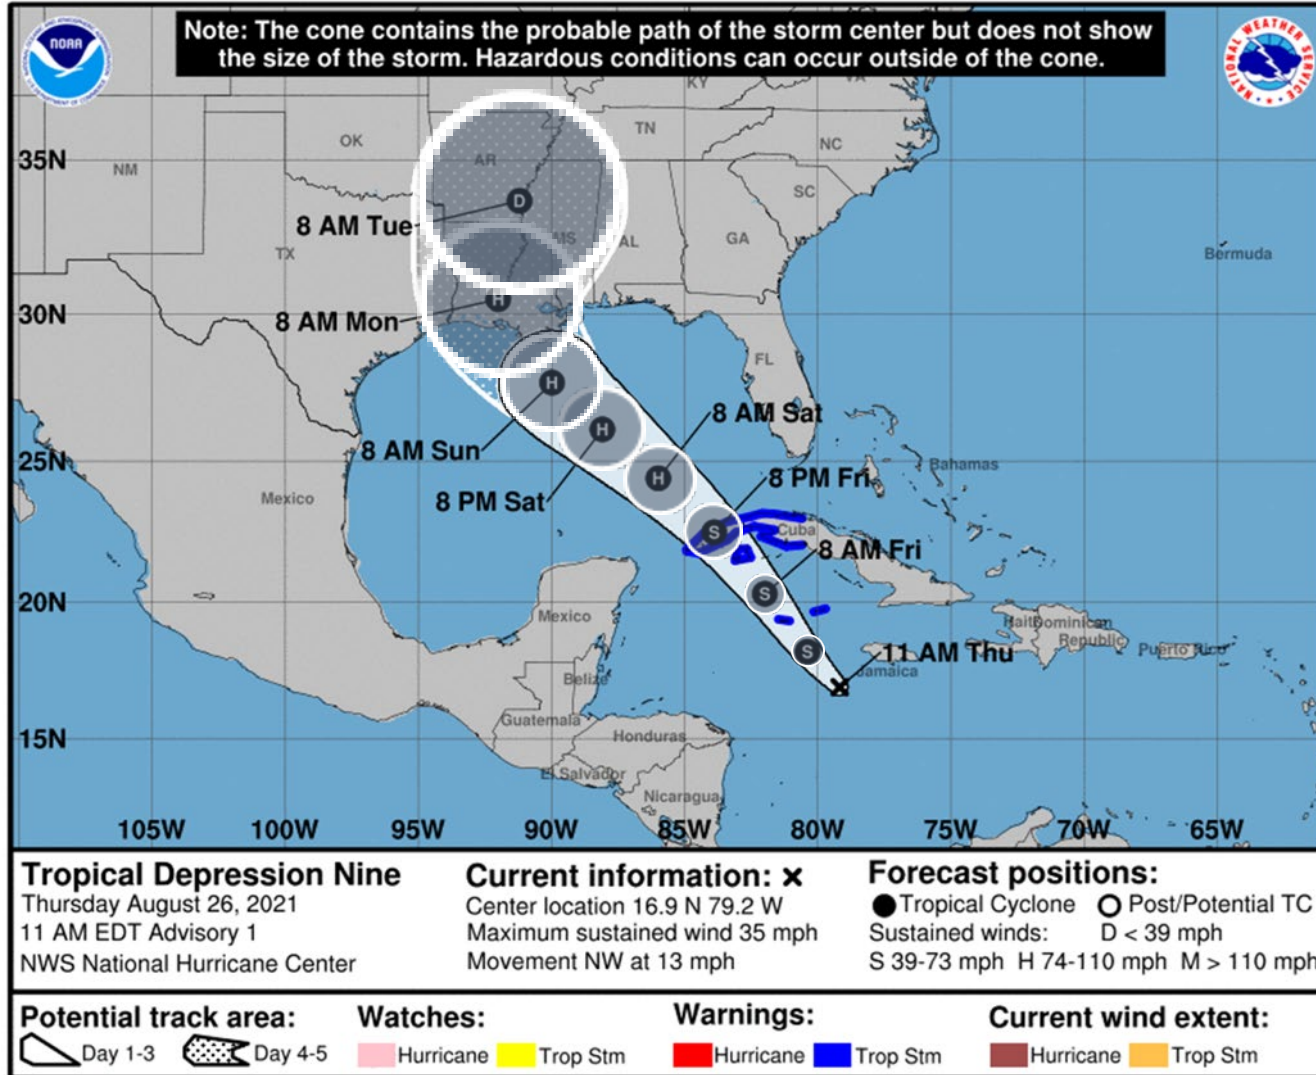 Note: The cone contains the probable path of the storm center but does not show
the size of the storm. Hazardous conditions can occur outside of the cone.
NOAA
NATIONAL WEATHER SERVICE
KY
VA
OK
TN
NC
35N
NM
AR
SC
D
8 AM Tue
MS
AL
GA
TX
Bermuda
H
30N
8 AM Mon
FL
H
8 AM Sat
H
8 AM Sun
25N
Bahamas
H
8 PM Fri
Mexico
8 PM Sat
S
Cuba
8 AM Fri
S
20N
Mexico
Haiti
Dominican
Republic
Puerto Rico
S
11 AM Thu
Jamaica
Belize
Guatemala
Honduras
15N
El Salvador
Nicaragua
105W 100W 95W 90W 85W 80W 75W 70W 65W
Tropical Depression Nine
Thursday August 26, 2021
11 AM EDT Advisory 1
NWS National Hurricane Center
Current information: x
Center location 16.9 N 79.2 W
Maximum sustained wind 35 mph
Movement NW at 13 mph
Forecast positions:
Tropical Cyclone Post/Potential TC
Sustained winds: D < 39 mph
S 39-73 mph H 74-110 mph M > 110 mph
Potential track area:
Day 1-3 Day 4-5
Watches:
Hurricane Trop Stm
Warnings:
Hurricane Trop Stm
Current wind extent:
Hurricane Trop Stm